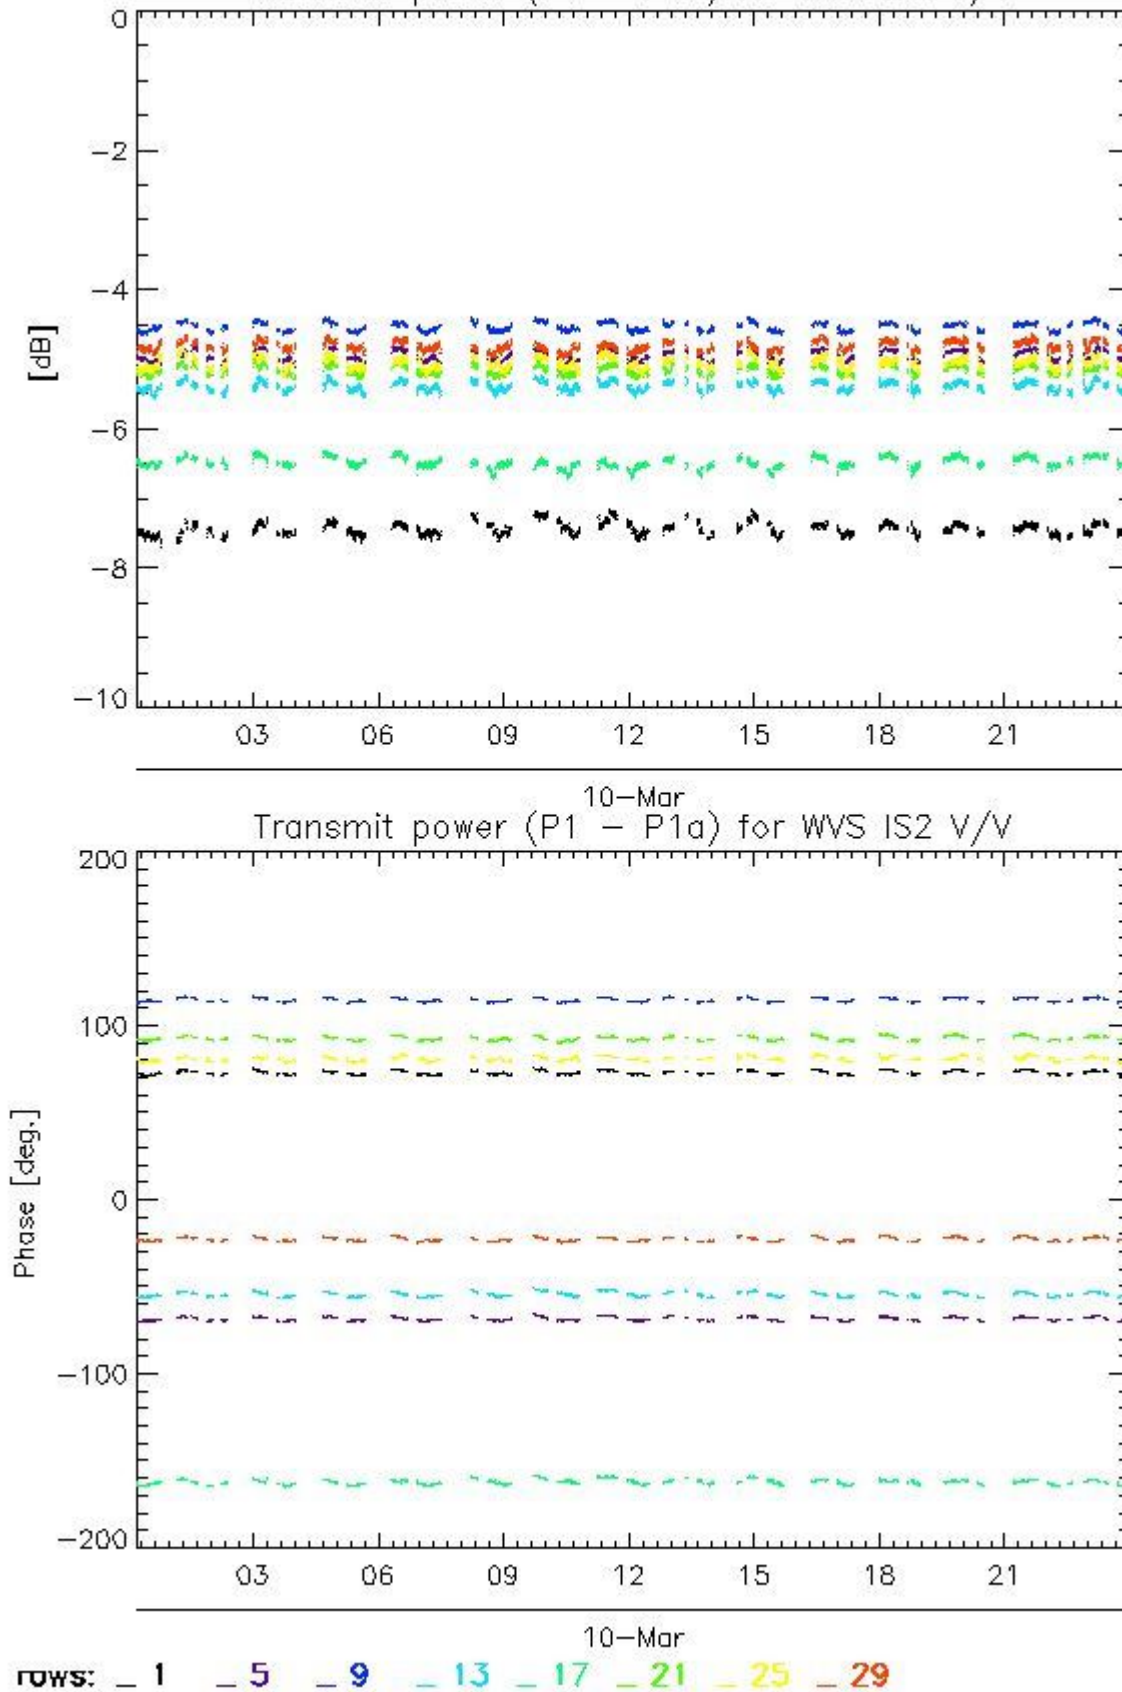 0
-2
-4
[dB]
-6
-8
-10
03 06 09 12 15 18 21
10-Mar
Transmit power (P1 - P1a) for WVS IS2 V/V
200
100
0
Phase [deg.]
-100
-200
03 06 09 12 15 18 21
10-Mar
rows: _ 1 _ 5 _ 9 _ 13 _ 17 _ 21 _ 25 _ 29